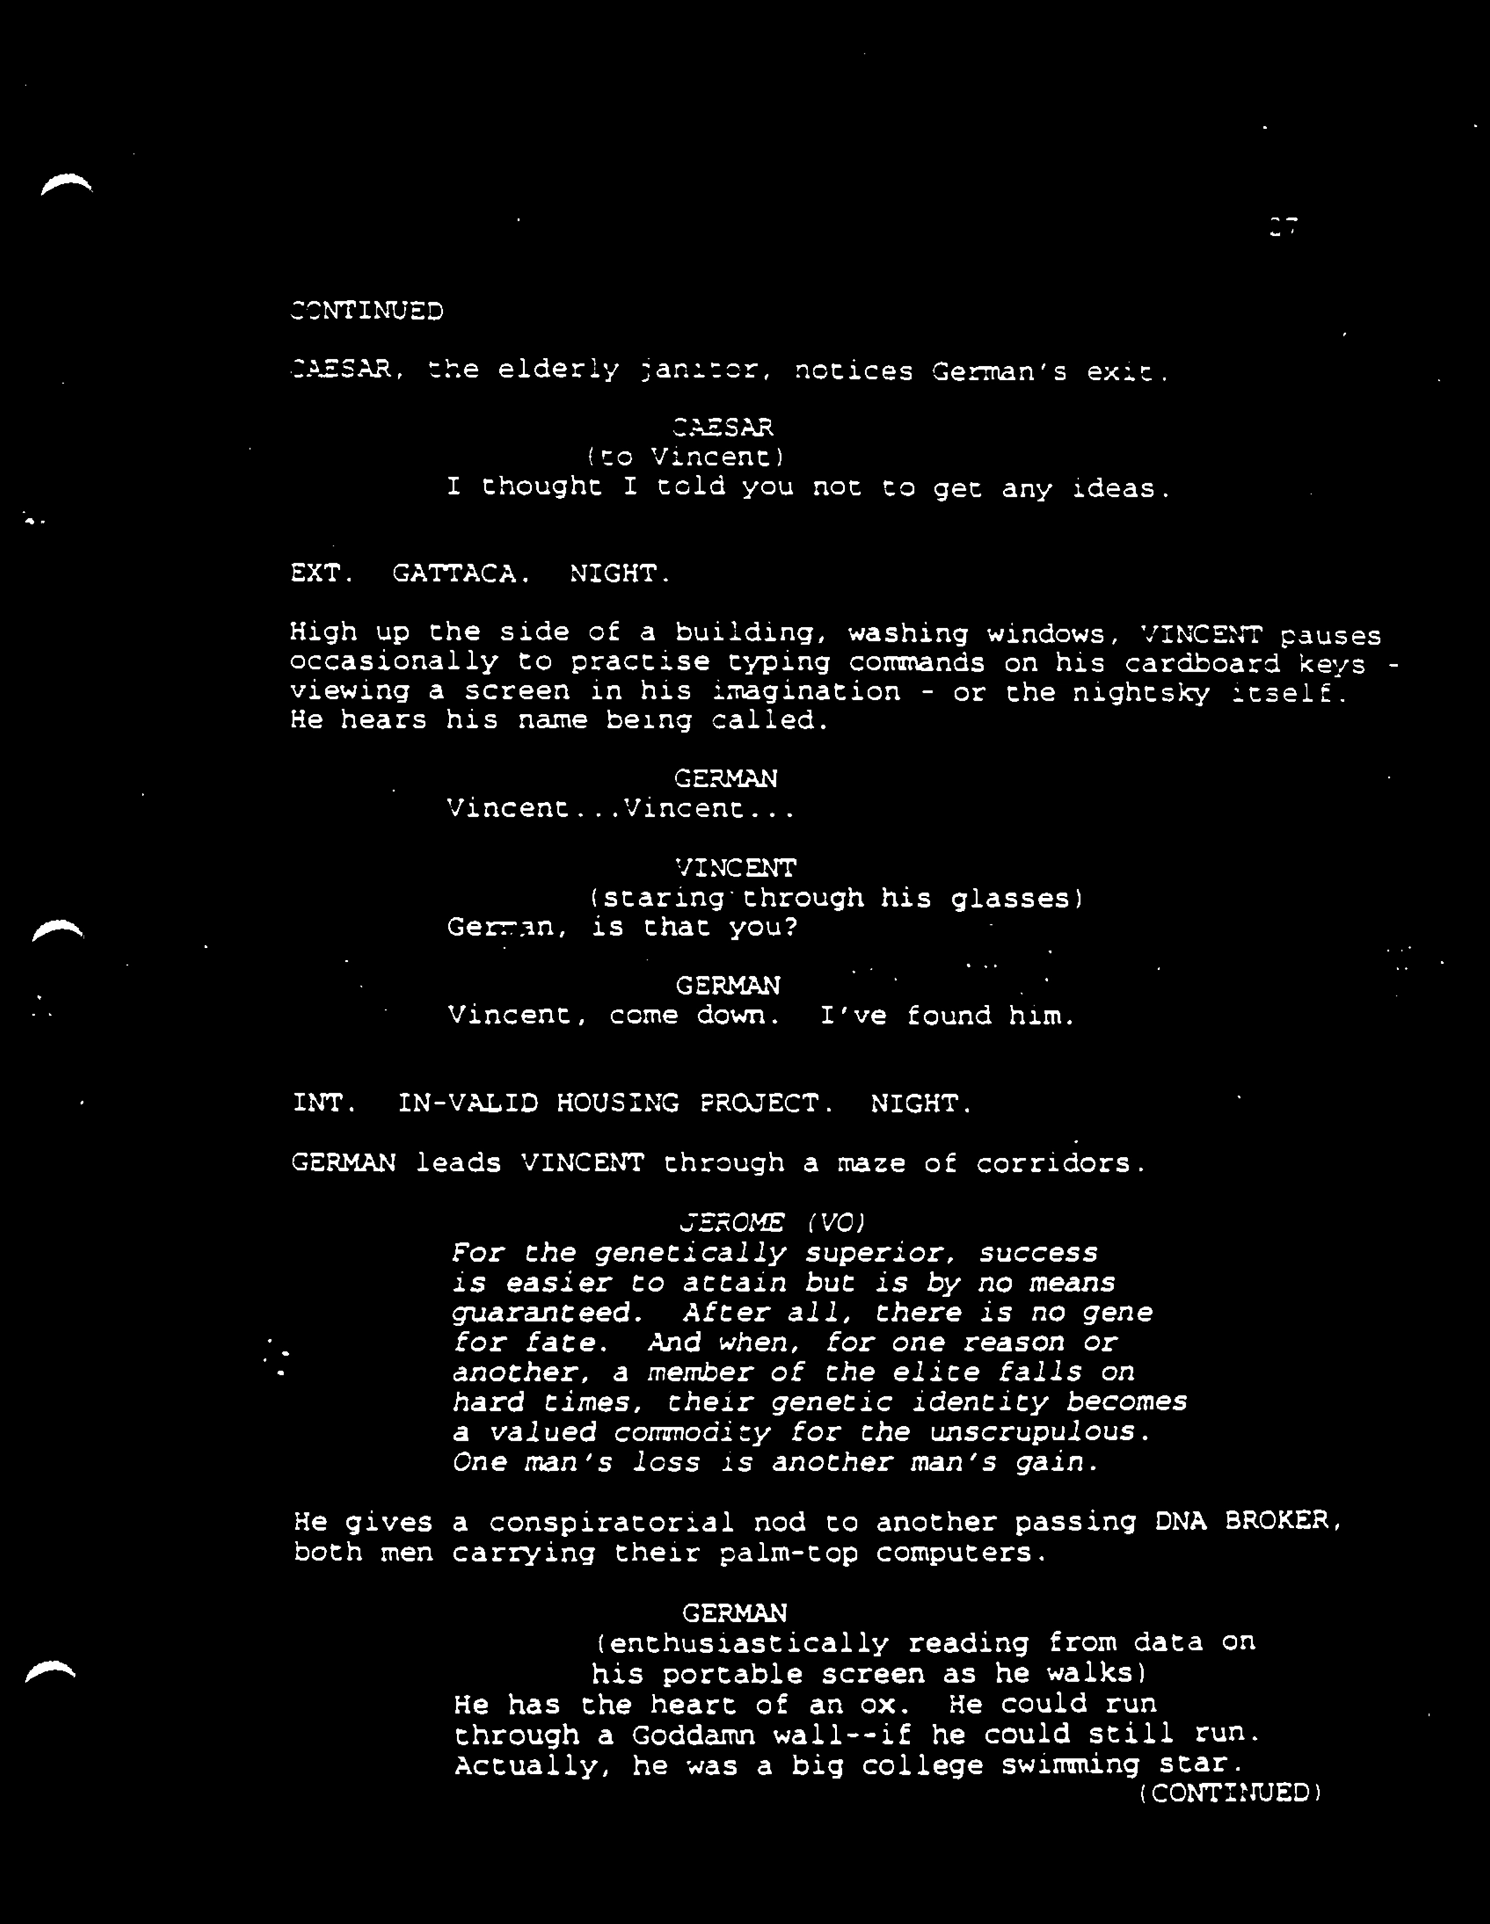 27
CONTINUED
CAESAR, the elderly janitor, notices German's exit.
CAESAR
(to Vincent)
I thought I told you not to get any ideas.
EXT. GATTACA. NIGHT.
High up the side of a building, washing windows, VINCENT pauses
occasionally to practise typing commands on his cardboard keys -
viewing a screen in his imagination - or the nightsky itself.
He hears his name being called.
GERMAN
Vincent...Vincent...
VINCENT
(staring through his glasses)
German, is that you?
GERMAN
Vincent, come down. I've found him.
INT. IN-VALID HOUSING PROJECT. NIGHT.
GERMAN leads VINCENT through a maze of corridors.
JEROME (VO)
For the genetically superior, success
is easier to attain but is by no means
guaranteed. After all, there is no gene
for fate. And when, for one reason or
another, a member of the elite falls on
hard times, their genetic identity becomes
a valued commodity for the unscrupulous.
One man's loss is another man's gain.
He gives a conspiratorial nod to another passing DNA BROKER,
both men carrying their palm-top computers.
GERMAN
(enthusiastically reading from data on
his portable screen as he walks)
He has the heart of an ox. He could run
through a Goddamn wall--if he could still run.
Actually, he was a big college swimming star.
(CONTINUED)